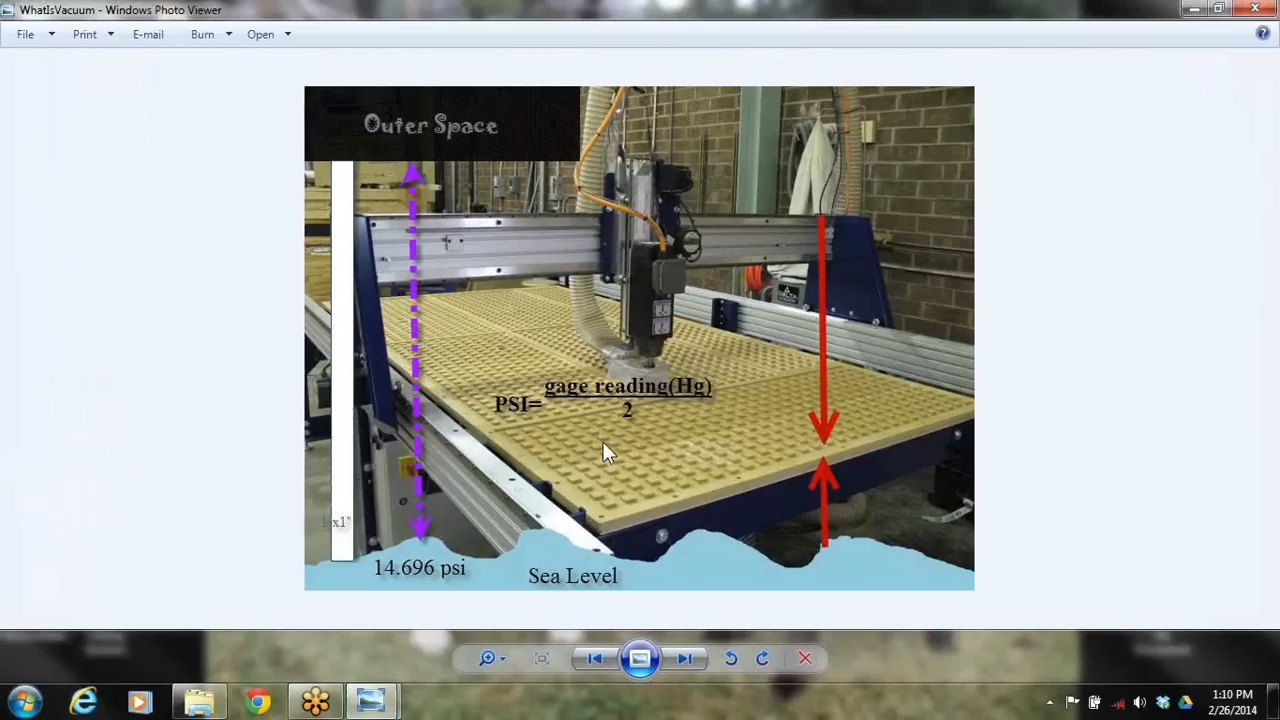 WhatIsVacuum - Windows Photo Viewer
File Print E-mail Burn Open
Outer Space
DELTA
PSI= gage reading(Hg)
2
14.696 psi
Sea Level
1:10 PM
2/26/2014